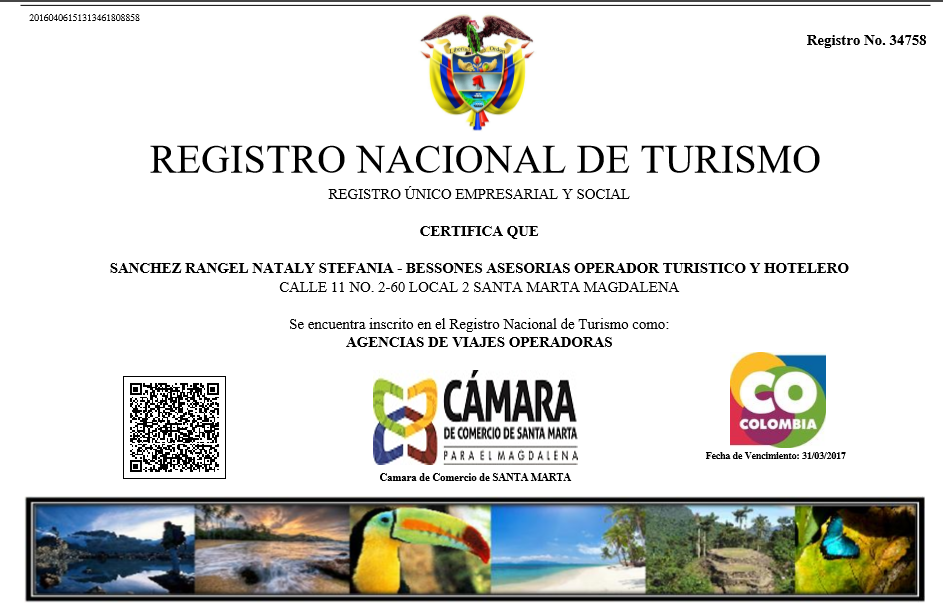 20160406151313461808858
Registro No. 34758
Libertad y Orden
REGISTRO NACIONAL DE TURISMO
REGISTRO ÚNICO EMPRESARIAL Y SOCIAL
CERTIFICA QUE
SANCHEZ RANGEL NATALY STEFANIA - BESSONES ASESORIAS OPERADOR TURISTICO Y HOTELERO
CALLE 11 NO. 2-60 LOCAL 2 SANTA MARTA MAGDALENA
Se encuentra inscrito en el Registro Nacional de Turismo como:
AGENCIAS DE VIAJES OPERADORAS
CÁMARA
DE COMERCIO DE SANTA MARTA
PARA EL MAGDALENA
Camara de Comercio de SANTA MARTA
CO
COLOMBIA
Fecha de Vencimiento: 31/03/2017